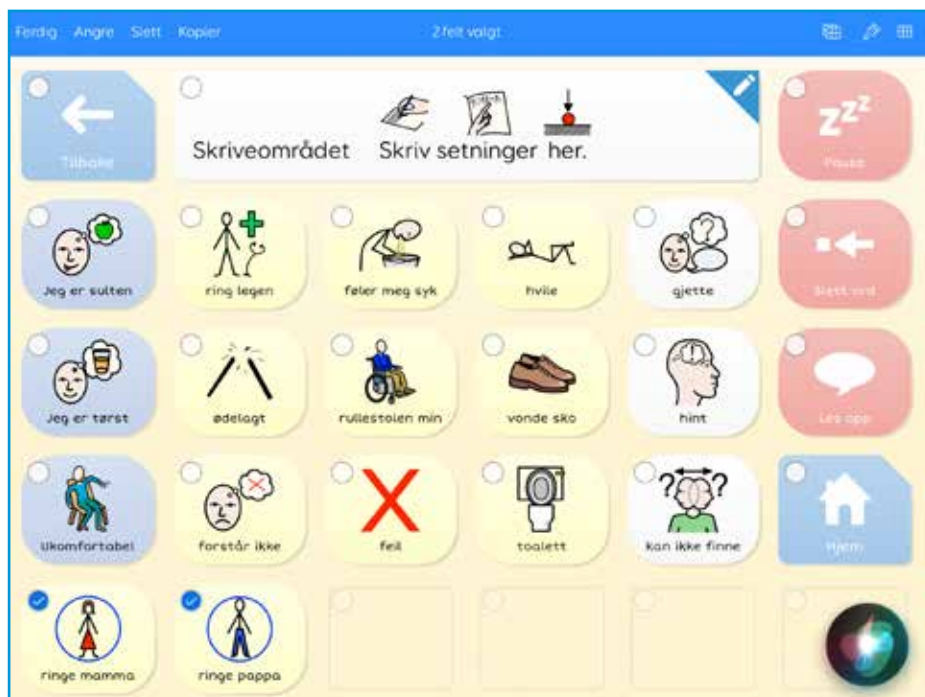 Ferdig Angre Slett Kopier 2 felt valgt
Tilbake
Skriveområdet Skriv setninger her.
zzz
Pause
Jeg er sulten
ring legen
føler meg syk
hvile
?
gjette
Slett ord
Jeg er tørst
ødelagt
rullestolen min
vonde sko
hint
Les opp
Ukomfortabel
forstår ikke
feil
toalett
? ?
kan ikke finne
Hjem
ringe mamma
ringe pappa